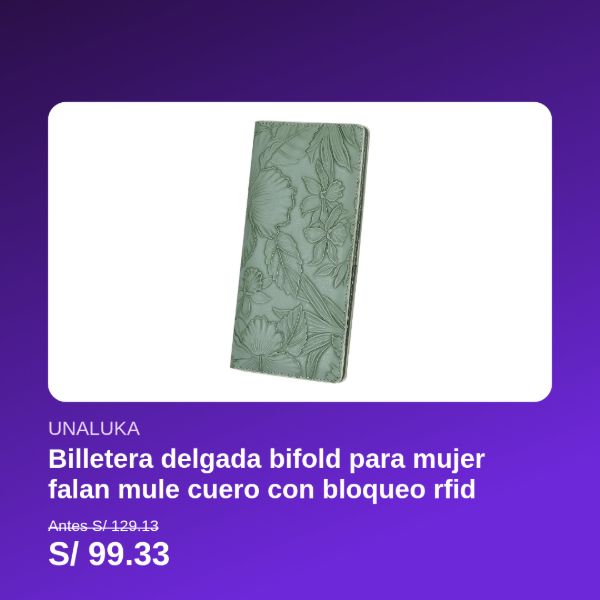 UNALUKA
Billetera delgada bifold para mujer
falan mule cuero con bloqueo rfid
Antes S/ 129.13
S/ 99.33